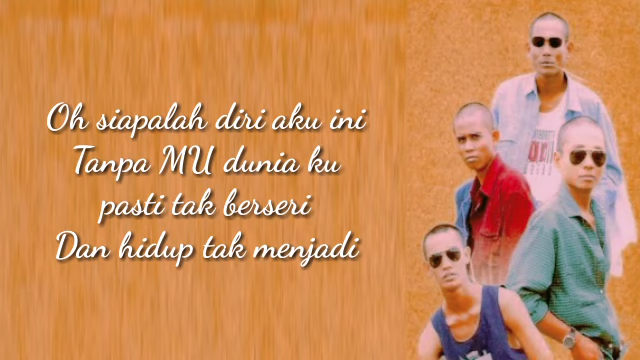 Oh siapalah diri aku ini
Tanpa MU dunia ku
pasti tak berseri
Dan hidup tak menjadi